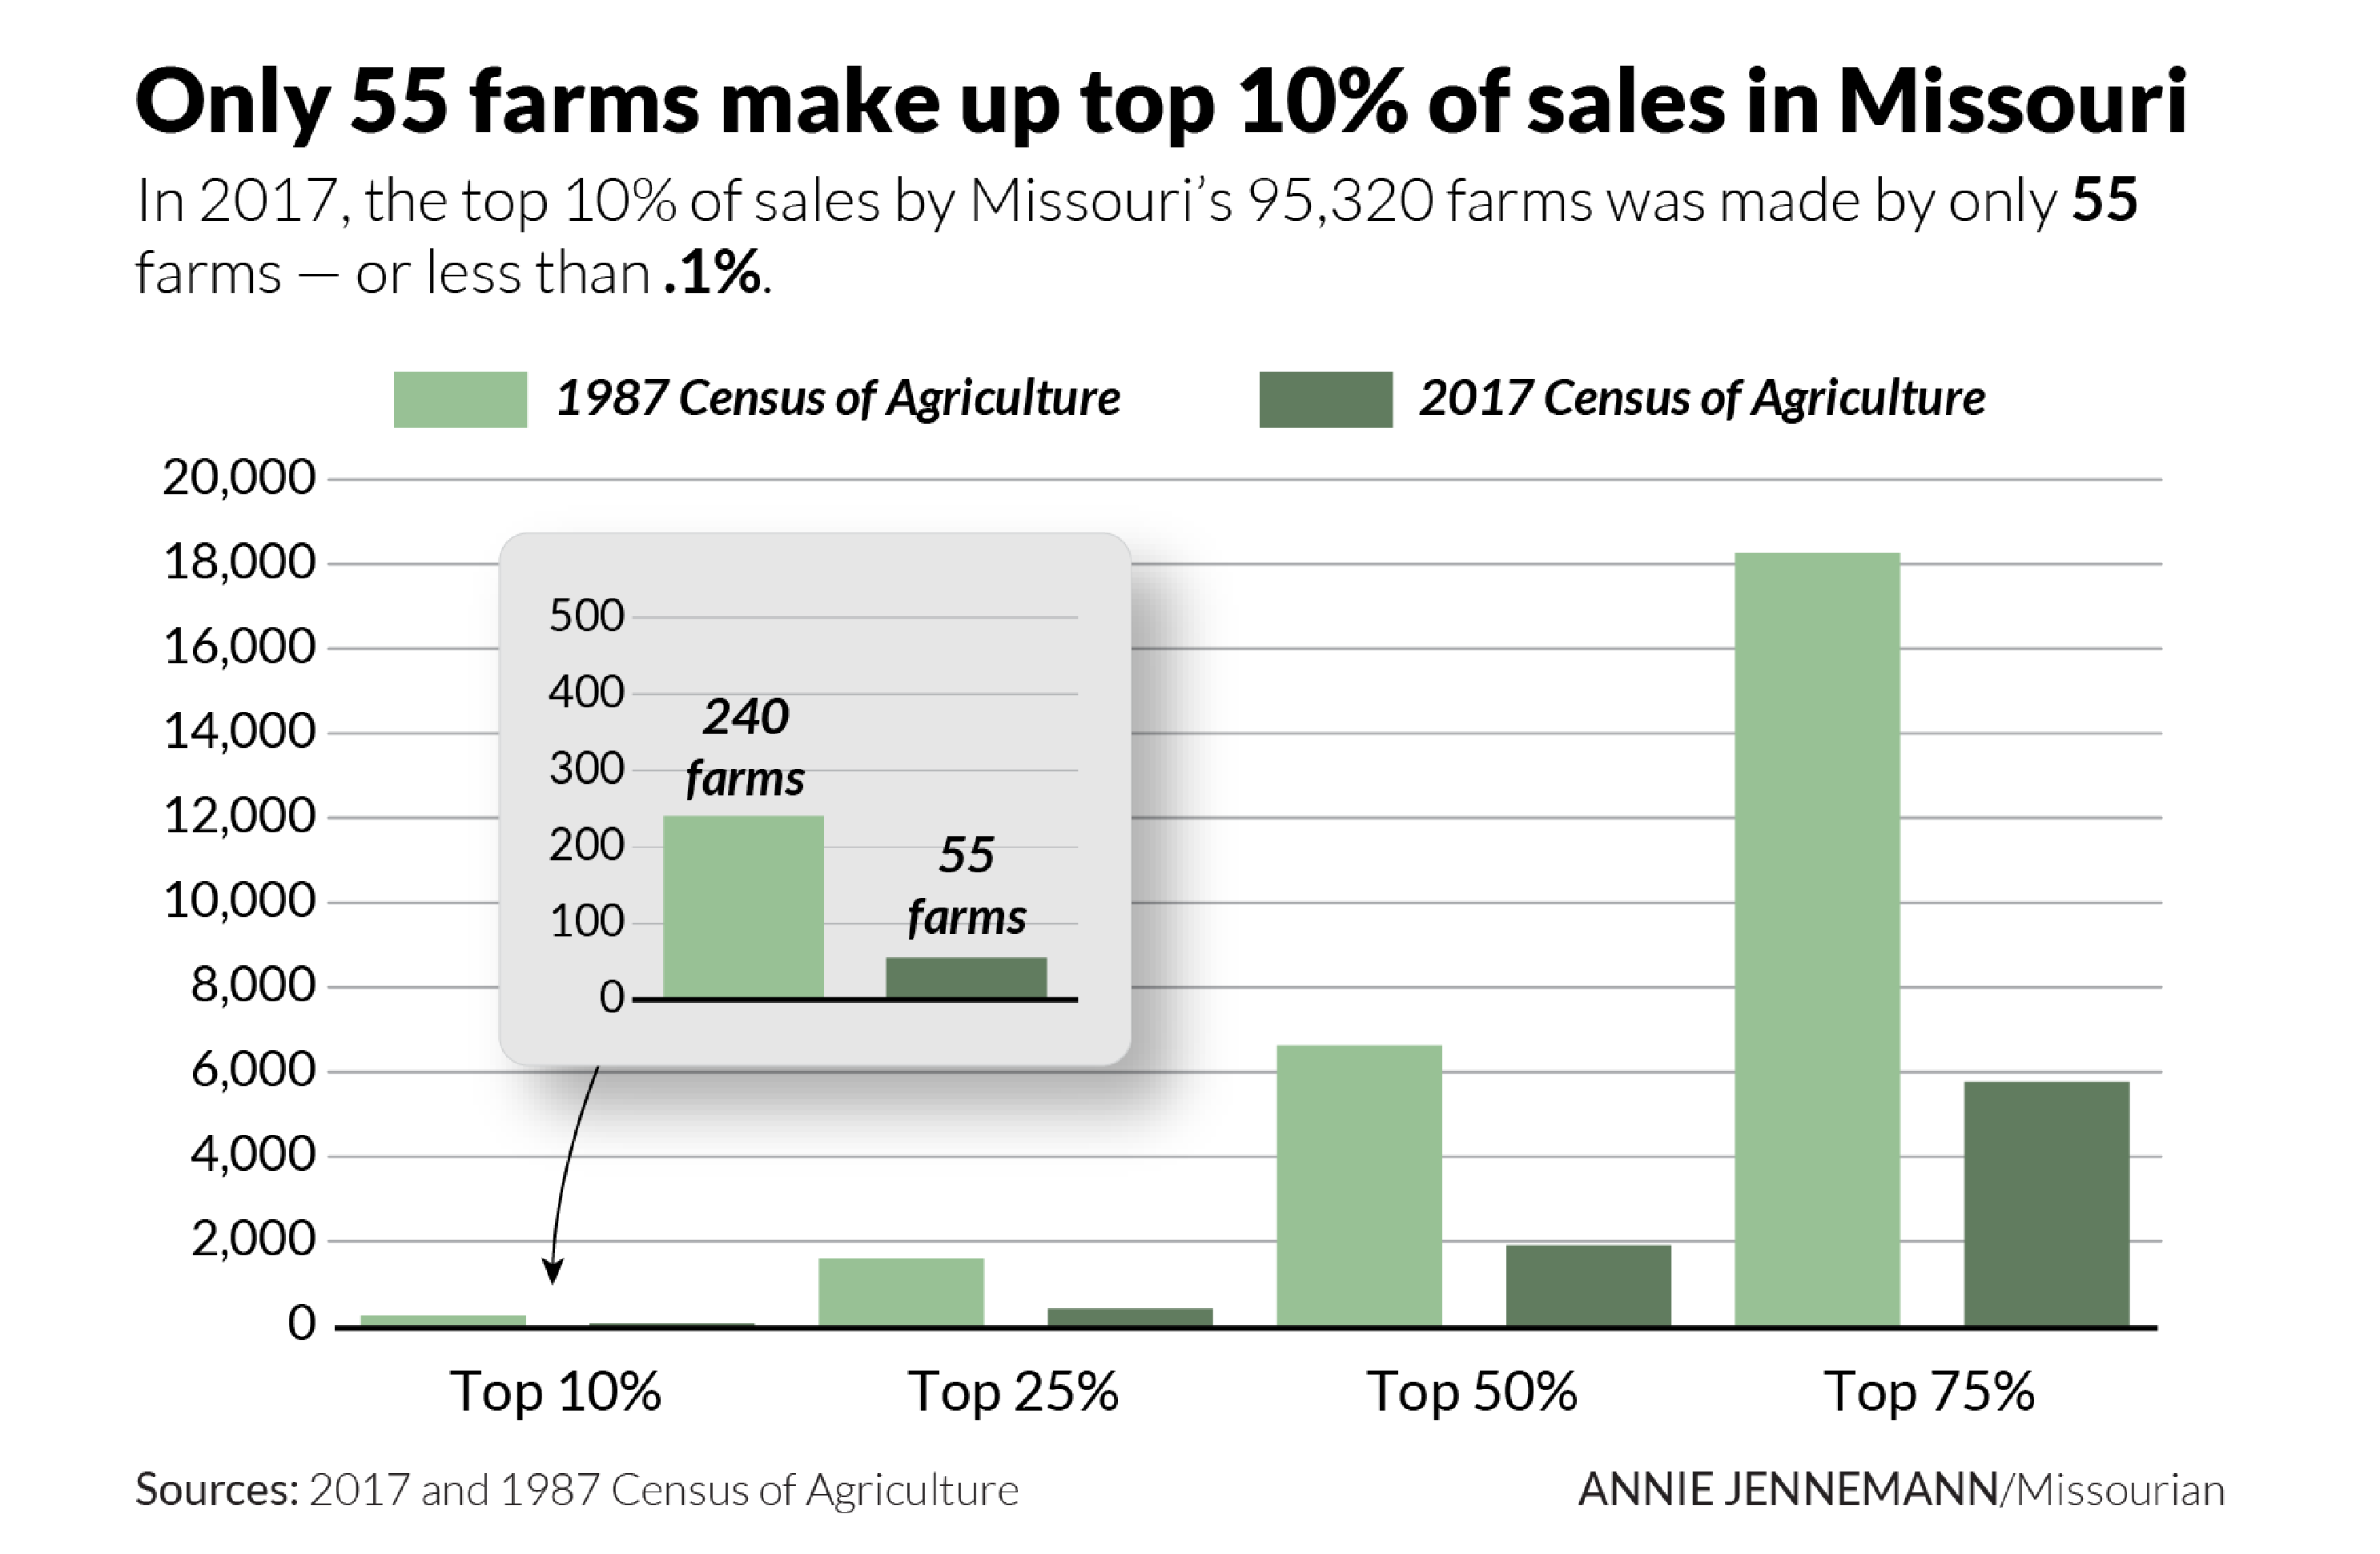 Only 55 farms make up top 10% of sales in Missouri
In 2017, the top 10% of sales by Missouri’s 95,320 farms was made by only 55
farms — or less than .1%.
1987 Census of Agriculture
2017 Census of Agriculture
20,000
18,000
16,000
14,000
12,000
10,000
8,000
6,000
4,000
2,000
0
500
400
300
200
100
0
240
farms
55
farms
Top 10%
Top 25%
Top 50%
Top 75%
Sources: 2017 and 1987 Census of Agriculture
ANNIE JENNEMANN/Missourian